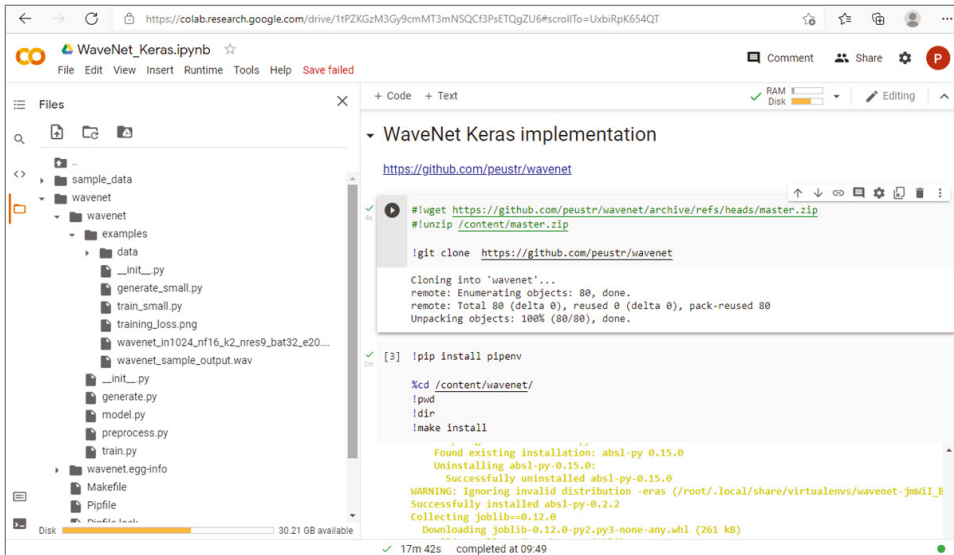 https://colab.research.google.com/drive/1tPZKGzM3Gy9cmMT3mNSQCf3PsETQgZU6#scrollTo=UxbiRpK654QT
WaveNet_Keras.ipynb
File Edit View Insert Runtime Tools Help Save failed
Comment
Share
P
Files
..
sample_data
wavenet
wavenet
examples
data
__init__.py
generate_small.py
train_small.py
training_loss.png
wavenet_in1024_nf16_k2_nres9_bat32_e20....
wavenet_sample_output.wav
__init__.py
generate.py
model.py
preprocess.py
train.py
wavenet.egg-info
Makefile
Pipfile
Pipfile.lock
Disk 30.21 GB available
+ Code + Text
RAM
Disk
Editing
WaveNet Keras implementation
https://github.com/peustr/wavenet
4s
#!wget https://github.com/peustr/wavenet/archive/refs/heads/master.zip
#!unzip /content/master.zip
!git clone https://github.com/peustr/wavenet
Cloning into 'wavenet'...
remote: Enumerating objects: 80, done.
remote: Total 80 (delta 0), reused 0 (delta 0), pack-reused 80
Unpacking objects: 100% (80/80), done.
2m
[3] !pip install pipenv
%cd /content/wavenet/
!pwd
!dir
!make install
Found existing installation: absl-py 0.15.0
Uninstalling absl-py-0.15.0:
Successfully uninstalled absl-py-0.15.0
WARNING: Ignoring invalid distribution -eras (/root/.local/share/virtualenvs/wavenet-jmWiI_B
Successfully installed absl-py-0.2.2
Collecting joblib==0.12.0
Downloading joblib-0.12.0-py2.py3-none-any.whl (261 kB)
17m 42s completed at 09:49